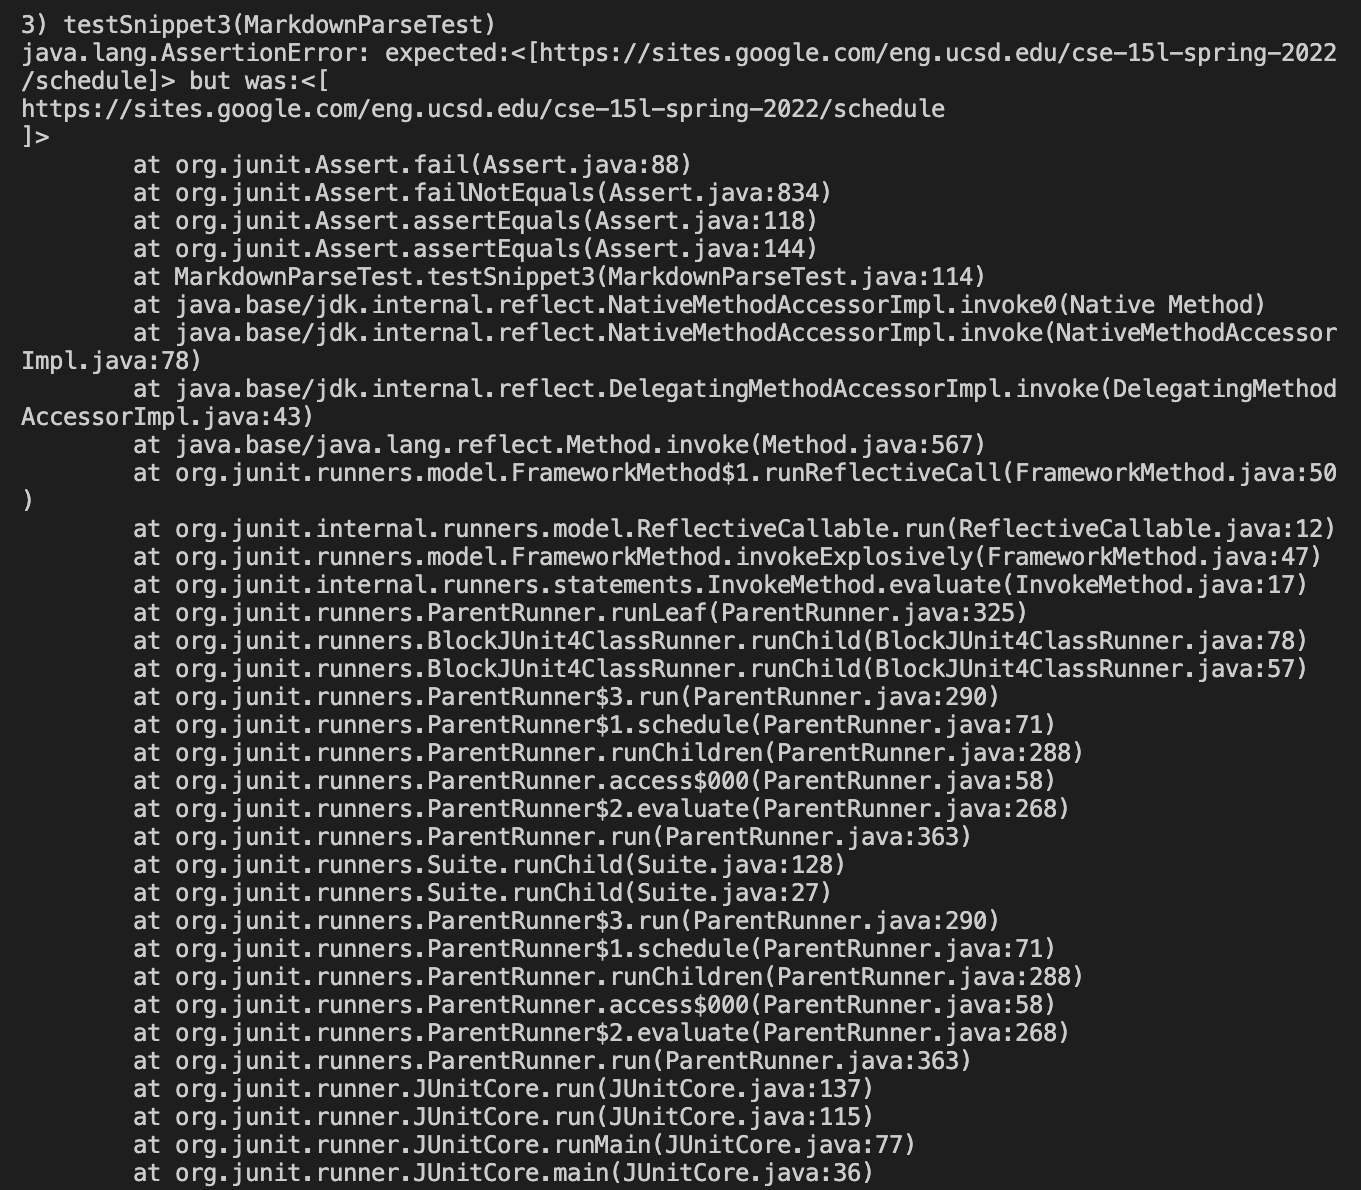 3) testSnippet3(MarkdownParseTest)
java.lang.AssertionError: expected:<[https://sites.google.com/eng.ucsd.edu/cse-15l-spring-2022
/schedule]> but was:<[
https://sites.google.com/eng.ucsd.edu/cse-15l-spring-2022/schedule
]>
        at org.junit.Assert.fail(Assert.java:88)
        at org.junit.Assert.failNotEquals(Assert.java:834)
        at org.junit.Assert.assertEquals(Assert.java:118)
        at org.junit.Assert.assertEquals(Assert.java:144)
        at MarkdownParseTest.testSnippet3(MarkdownParseTest.java:114)
        at java.base/jdk.internal.reflect.NativeMethodAccessorImpl.invoke0(Native Method)
        at java.base/jdk.internal.reflect.NativeMethodAccessorImpl.invoke(NativeMethodAccessor
Impl.java:78)
        at java.base/jdk.internal.reflect.DelegatingMethodAccessorImpl.invoke(DelegatingMethod
AccessorImpl.java:43)
        at java.base/java.lang.reflect.Method.invoke(Method.java:567)
        at org.junit.runners.model.FrameworkMethod$1.runReflectiveCall(FrameworkMethod.java:50
)
        at org.junit.internal.runners.model.ReflectiveCallable.run(ReflectiveCallable.java:12)
        at org.junit.runners.model.FrameworkMethod.invokeExplosively(FrameworkMethod.java:47)
        at org.junit.internal.runners.statements.InvokeMethod.evaluate(InvokeMethod.java:17)
        at org.junit.runners.ParentRunner.runLeaf(ParentRunner.java:325)
        at org.junit.runners.BlockJUnit4ClassRunner.runChild(BlockJUnit4ClassRunner.java:78)
        at org.junit.runners.BlockJUnit4ClassRunner.runChild(BlockJUnit4ClassRunner.java:57)
        at org.junit.runners.ParentRunner$3.run(ParentRunner.java:290)
        at org.junit.runners.ParentRunner$1.schedule(ParentRunner.java:71)
        at org.junit.runners.ParentRunner.runChildren(ParentRunner.java:288)
        at org.junit.runners.ParentRunner.access$000(ParentRunner.java:58)
        at org.junit.runners.ParentRunner$2.evaluate(ParentRunner.java:268)
        at org.junit.runners.ParentRunner.run(ParentRunner.java:363)
        at org.junit.runners.Suite.runChild(Suite.java:128)
        at org.junit.runners.Suite.runChild(Suite.java:27)
        at org.junit.runners.ParentRunner$3.run(ParentRunner.java:290)
        at org.junit.runners.ParentRunner$1.schedule(ParentRunner.java:71)
        at org.junit.runners.ParentRunner.runChildren(ParentRunner.java:288)
        at org.junit.runners.ParentRunner.access$000(ParentRunner.java:58)
        at org.junit.runners.ParentRunner$2.evaluate(ParentRunner.java:268)
        at org.junit.runners.ParentRunner.run(ParentRunner.java:363)
        at org.junit.runner.JUnitCore.run(JUnitCore.java:137)
        at org.junit.runner.JUnitCore.run(JUnitCore.java:115)
        at org.junit.runner.JUnitCore.runMain(JUnitCore.java:77)
        at org.junit.runner.JUnitCore.main(JUnitCore.java:36)